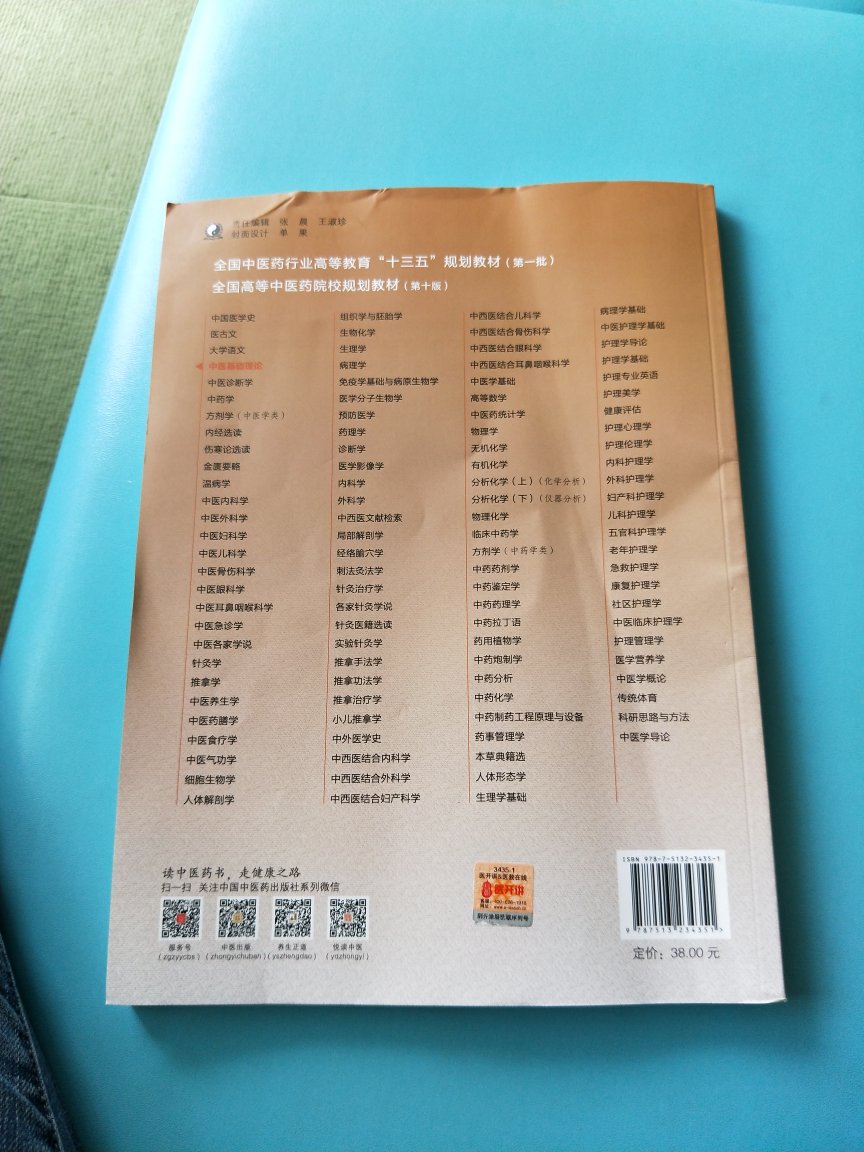 责任编辑 张 晨 王淑珍
封面设计 单 果
全国中医药行业高等教育“十三五”规划教材(第一批)
全国高等中医药院校规划教材(第十版)
中国医学史
医古文
大学语文
中医基础理论
中医诊断学
中药学
方剂学(中医学类)
内经选读
伤寒论选读
金匮要略
温病学
中医内科学
中医外科学
中医妇科学
中医儿科学
中医骨伤科学
中医眼科学
中医耳鼻咽喉科学
中医急诊学
中医各家学说
针灸学
推拿学
中医养生学
中医药膳学
中医食疗学
中医气功学
细胞生物学
人体解剖学
组织学与胚胎学
生物化学
生理学
病理学
免疫学基础与病原生物学
医学分子生物学
预防医学
药理学
诊断学
医学影像学
内科学
外科学
中西医文献检索
局部解剖学
经络腧穴学
刺法灸法学
针灸治疗学
各家针灸学说
针灸医籍选读
实验针灸学
推拿手法学
推拿功法学
推拿治疗学
小儿推拿学
中外医学史
中西医结合内科学
中西医结合外科学
中西医结合妇产科学
中西医结合儿科学
中西医结合骨伤科学
中西医结合眼科学
中西医结合耳鼻咽喉科学
中医学基础
高等数学
中医药统计学
物理学
无机化学
有机化学
分析化学(上)(化学分析)
分析化学(下)(仪器分析)
物理化学
临床中药学
方剂学(中药学类)
中药药剂学
中药鉴定学
中药药理学
中药拉丁语
药用植物学
中药炮制学
中药分析
中药化学
中药制药工程原理与设备
药事管理学
本草典籍选
人体形态学
生理学基础
病理学基础
中医护理学基础
护理学导论
护理学基础
护理专业英语
护理美学
健康评估
护理心理学
护理伦理学
内科护理学
外科护理学
妇产科护理学
儿科护理学
五官科护理学
老年护理学
急救护理学
康复护理学
社区护理学
中医临床护理学
护理管理学
医学营养学
中医学概论
传统体育
科研思路与方法
中医学导论
读中医药书,走健康之路
扫一扫 关注中国中医药出版社系列微信
服务号
(zgzyycbs)
中医出版
(zhongyichuban)
养生正道
(yszhengdao)
悦读中医
(ydzhongyi)
3435.1
医开讲&医教在线
医开讲
刮开涂层见序列号
ISBN 978-7-5132-3435-1
9 787513 234351 >
定价:38.00 元